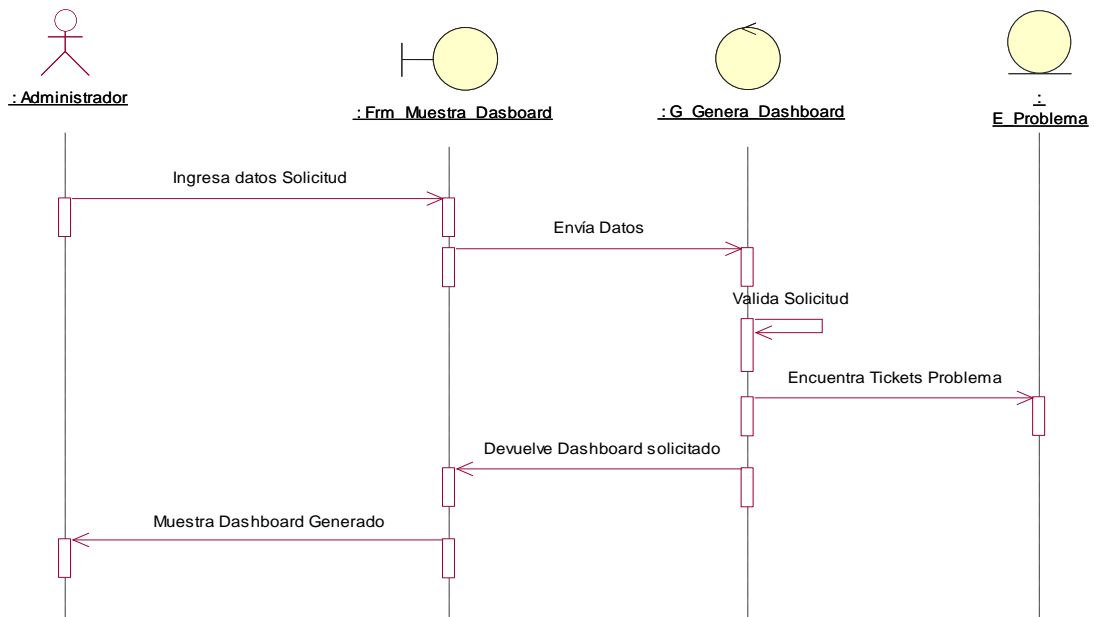 : Administrador
: Frm_Muestra_Dasboard
: G_Genera_Dashboard
:
E_Problema
Ingresa datos Solicitud
Envía Datos
Valida Solicitud
Encuentra Tickets Problema
Devuelve Dashboard solicitado
Muestra Dashboard Generado